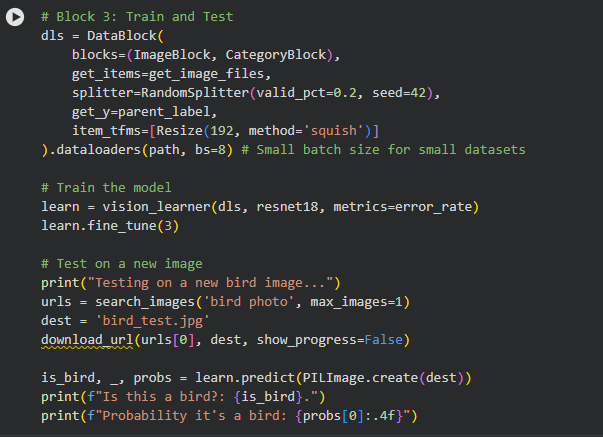 # Block 3: Train and Test
dls = DataBlock(
    blocks=(ImageBlock, CategoryBlock),
    get_items=get_image_files,
    splitter=RandomSplitter(valid_pct=0.2, seed=42),
    get_y=parent_label,
    item_tfms=[Resize(192, method='squish')]
).dataloaders(path, bs=8) # Small batch size for small datasets

# Train the model
learn = vision_learner(dls, resnet18, metrics=error_rate)
learn.fine_tune(3)

# Test on a new image
print("Testing on a new bird image...")
urls = search_images('bird photo', max_images=1)
dest = 'bird_test.jpg'
download_url(urls[0], dest, show_progress=False)

is_bird, _, probs = learn.predict(PILImage.create(dest))
print(f"Is this a bird?: {is_bird}.")
print(f"Probability it's a bird: {probs[0]:.4f}")